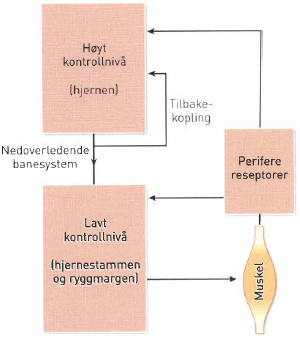 Høyt
kontrollnivå
(hjernen)
Tilbake-
kopling
Nedoverledende
banesystem
Perifere
reseptorer
Lavt
kontrollnivå
(hjernestammen
og ryggmargen)
Muskel